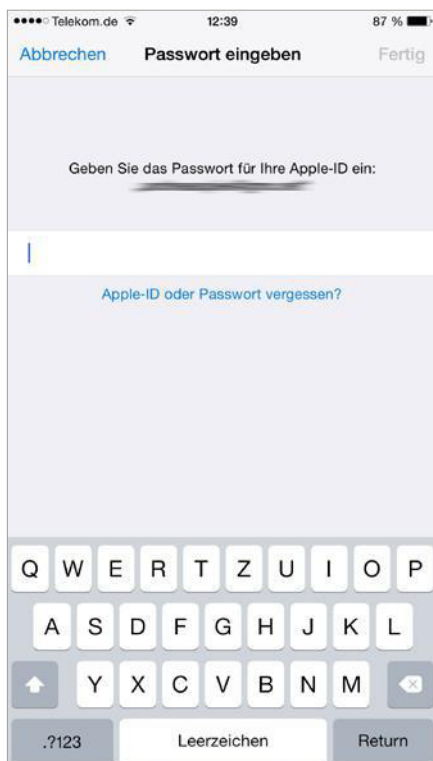 Telekom.de 12:39 87 %
Abbrechen Passwort eingeben Fertig
Geben Sie das Passwort für Ihre Apple-ID ein:
Apple-ID oder Passwort vergessen?
Q W E R T Z U I O P
A S D F G H J K L
Y X C V B N M
.?123 Leerzeichen Return